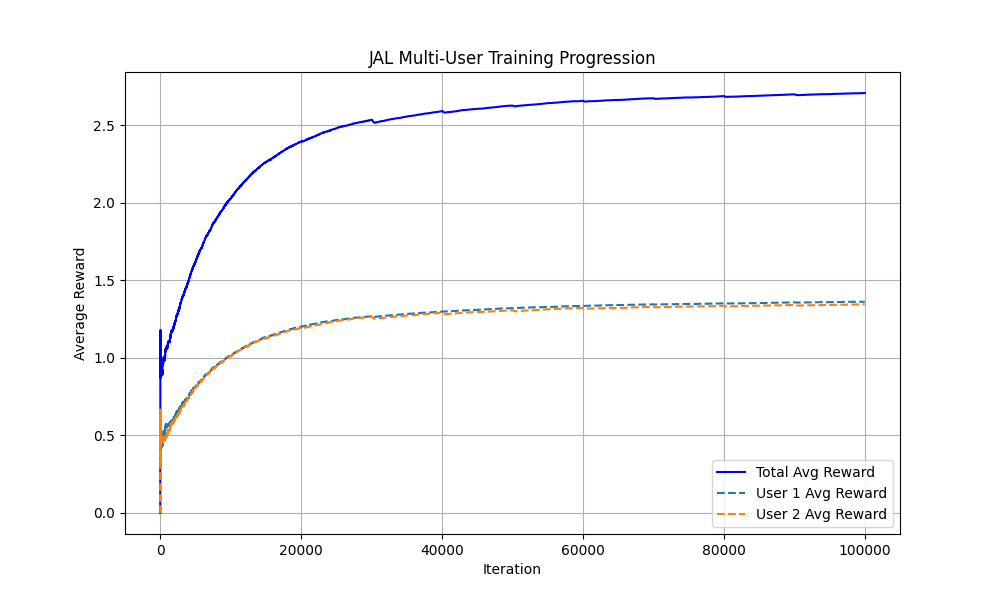 JAL Multi-User Training Progression
Average Reward
2.5
2.0
1.5
1.0
0.5
0.0
0 20000 40000 60000 80000 100000
Iteration
Total Avg Reward
User 1 Avg Reward
User 2 Avg Reward